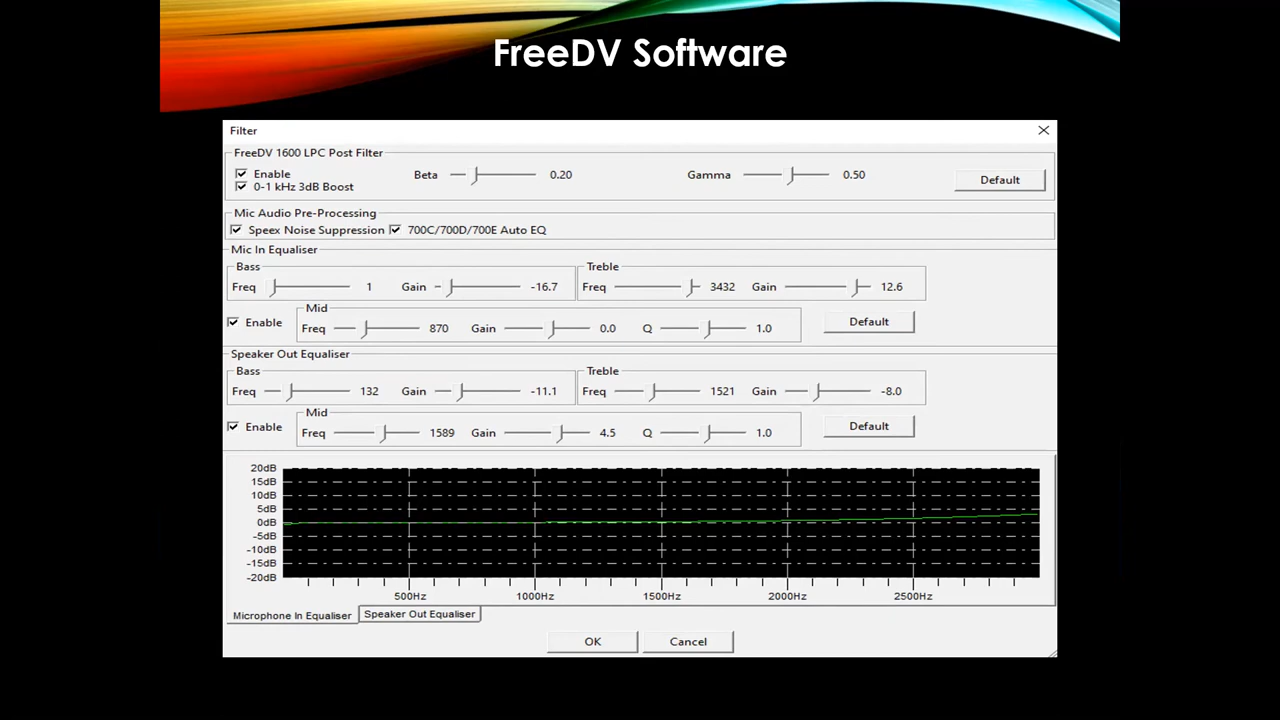 FreeDV Software
Filter
FreeDV 1600 LPC Post Filter
Enable
0-1 kHz 3dB Boost
Beta 0.20 Gamma 0.50 Default
Mic Audio Pre-Processing
Speex Noise Suppression 700C/700D/700E Auto EQ
Mic In Equaliser
Bass Treble
Freq 1 Gain -16.7 Freq 3432 Gain 12.6
Mid
Enable Freq 870 Gain 0.0 Q 1.0 Default
Speaker Out Equaliser
Bass Treble
Freq 132 Gain -11.1 Freq 1521 Gain -8.0
Mid
Enable Freq 1589 Gain 4.5 Q 1.0 Default
20dB
15dB
10dB
5dB
0dB
-5dB
-10dB
-15dB
-20dB
500Hz 1000Hz 1500Hz 2000Hz 2500Hz
Microphone In Equaliser Speaker Out Equaliser
OK Cancel